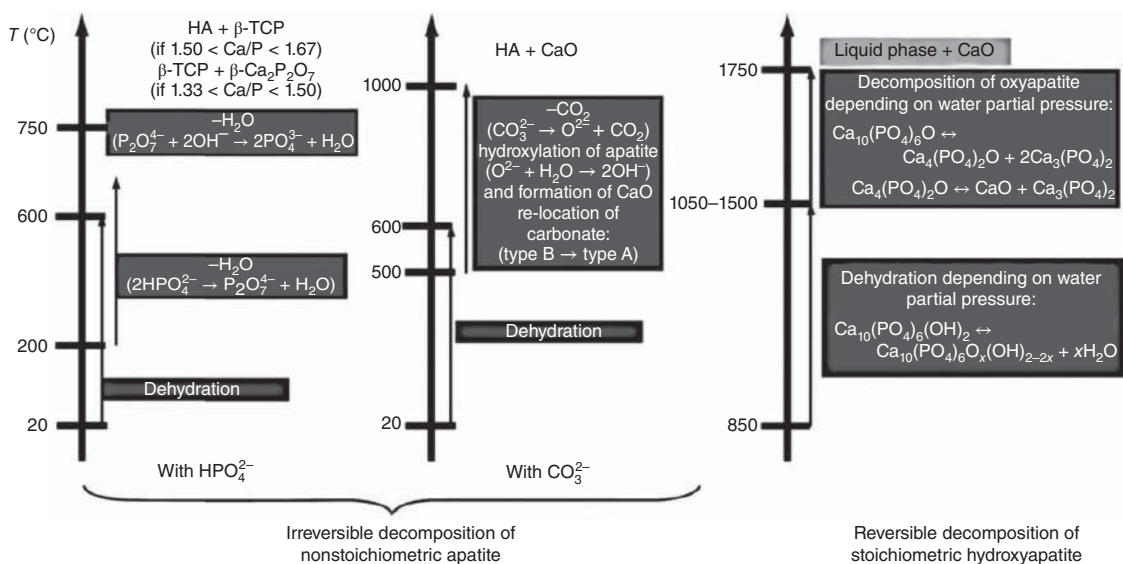 T (°C)
HA + β-TCP
(if 1.50 < Ca/P < 1.67)
β-TCP + β-Ca₂P₂O₇
(if 1.33 < Ca/P < 1.50)
750
–H₂O
(P₂O₇⁴⁻ + 2OH⁻ → 2PO₄³⁻ + H₂O
600
–H₂O
(2HPO₄²⁻ → P₂O₇⁴⁻ + H₂O)
200
Dehydration
20
With HPO₄²⁻
HA + CaO
1000
–CO₂
(CO₃²⁻ → O²⁻ + CO₂)
hydroxylation of apatite
(O²⁻ + H₂O → 2OH⁻)
and formation of CaO
re-location of
carbonate:
(type B → type A)
600
500
Dehydration
20
With CO₃²⁻
Irreversible decomposition of
nonstoichiometric apatite
Liquid phase + CaO
1750
Decomposition of oxyapatite
depending on water partial pressure:
Ca₁₀(PO₄)₆O ↔
Ca₄(PO₄)₂O + 2Ca₃(PO₄)₂
Ca₄(PO₄)₂O ↔ CaO + Ca₃(PO₄)₂
1050–1500
Dehydration depending on water
partial pressure:
Ca₁₀(PO₄)₆(OH)₂ ↔
Ca₁₀(PO₄)₆Oₓ(OH)₂₋₂ₓ + xH₂O
850
Reversible decomposition of
stoichiometric hydroxyapatite